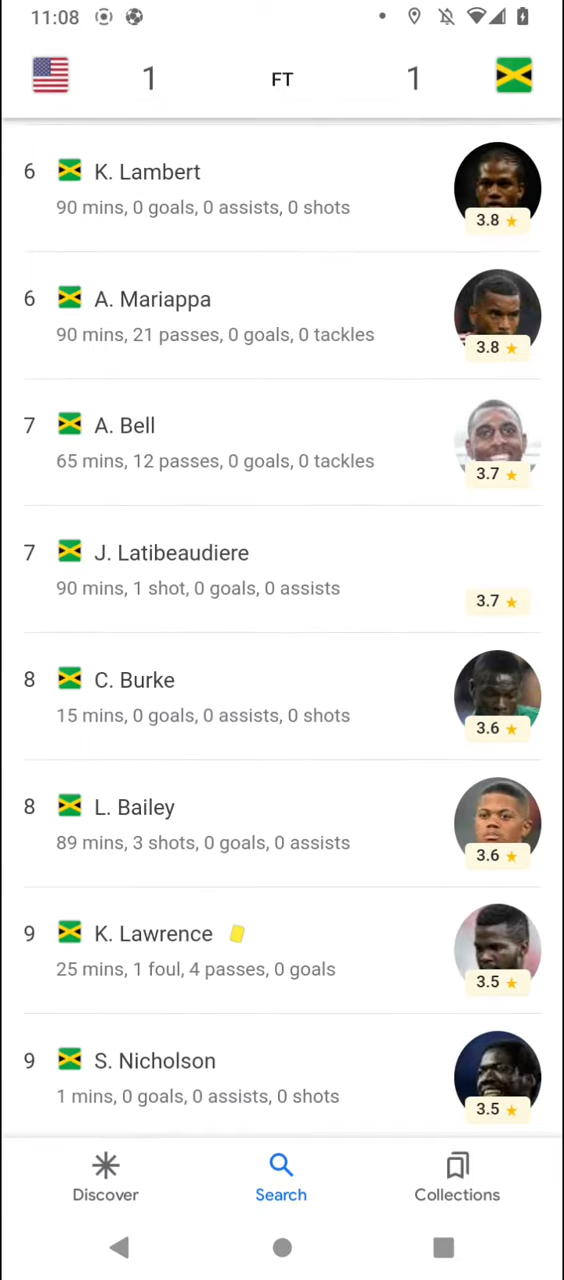 11:08
1 FT 1
6 K. Lambert
90 mins, 0 goals, 0 assists, 0 shots
3.8 ★
6 A. Mariappa
90 mins, 21 passes, 0 goals, 0 tackles
3.8 ★
7 A. Bell
65 mins, 12 passes, 0 goals, 0 tackles
3.7 ★
7 J. Latibeaudiere
90 mins, 1 shot, 0 goals, 0 assists
3.7 ★
8 C. Burke
15 mins, 0 goals, 0 assists, 0 shots
3.6 ★
8 L. Bailey
89 mins, 3 shots, 0 goals, 0 assists
3.6 ★
9 K. Lawrence
25 mins, 1 foul, 4 passes, 0 goals
3.5 ★
9 S. Nicholson
1 mins, 0 goals, 0 assists, 0 shots
3.5 ★
Discover Search Collections